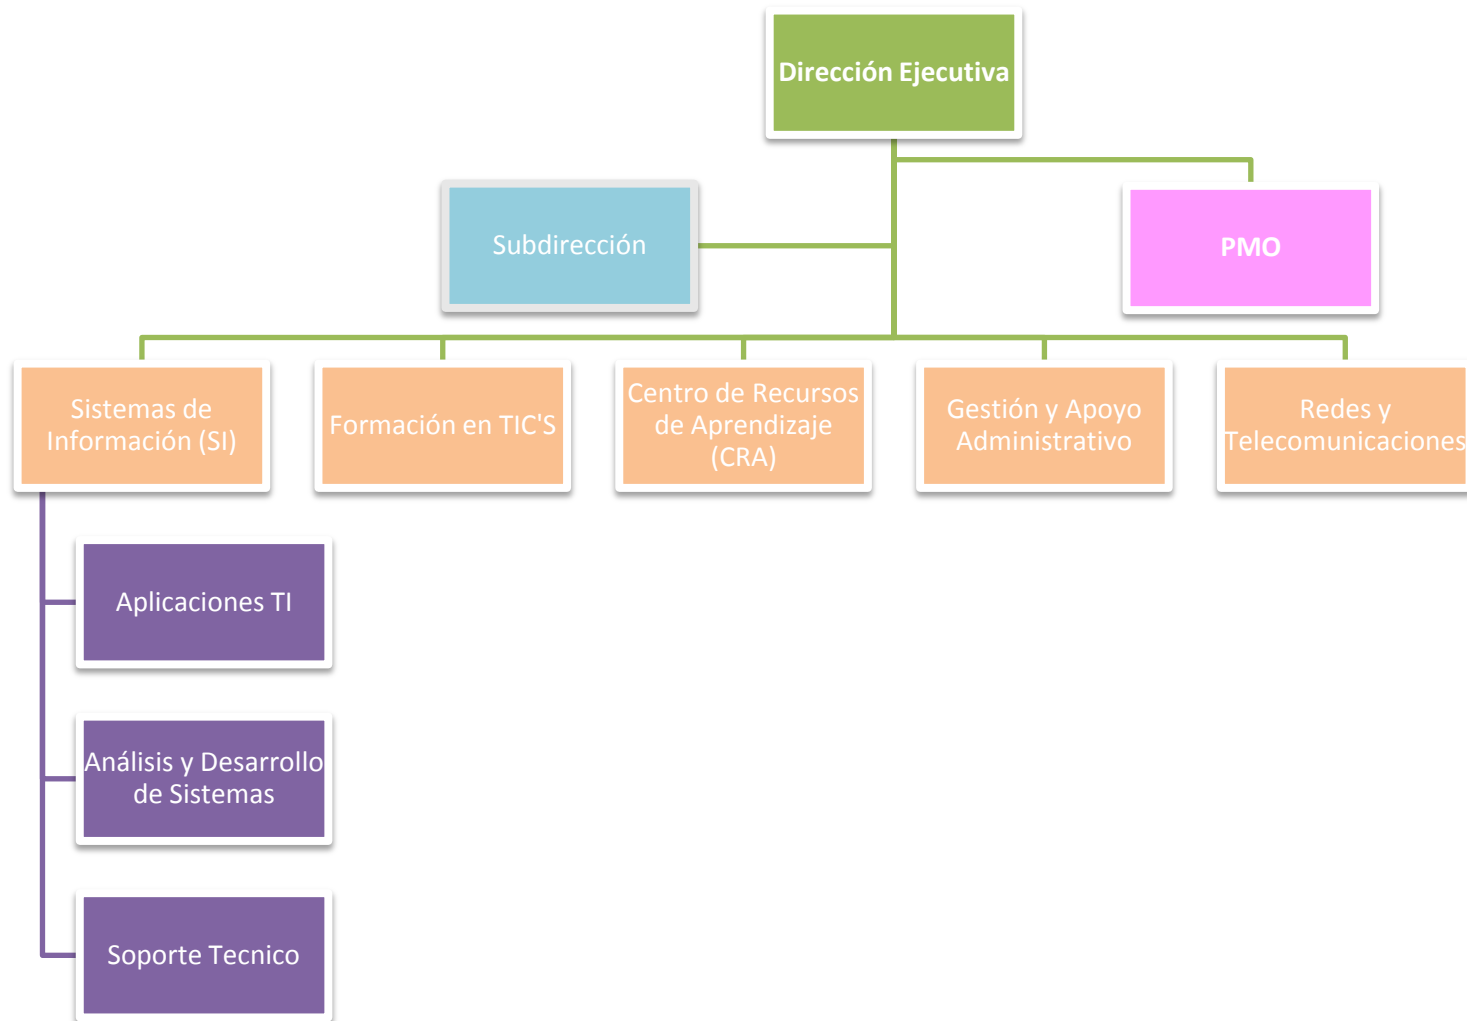 Dirección Ejecutiva
Subdirección
PMO
Sistemas de
Información (SI)
Formación en TIC'S
Centro de Recursos
de Aprendizaje
(CRA)
Gestión y Apoyo
Administrativo
Redes y
Telecomunicaciones
Aplicaciones TI
Análisis y Desarrollo
de Sistemas
Soporte Tecnico